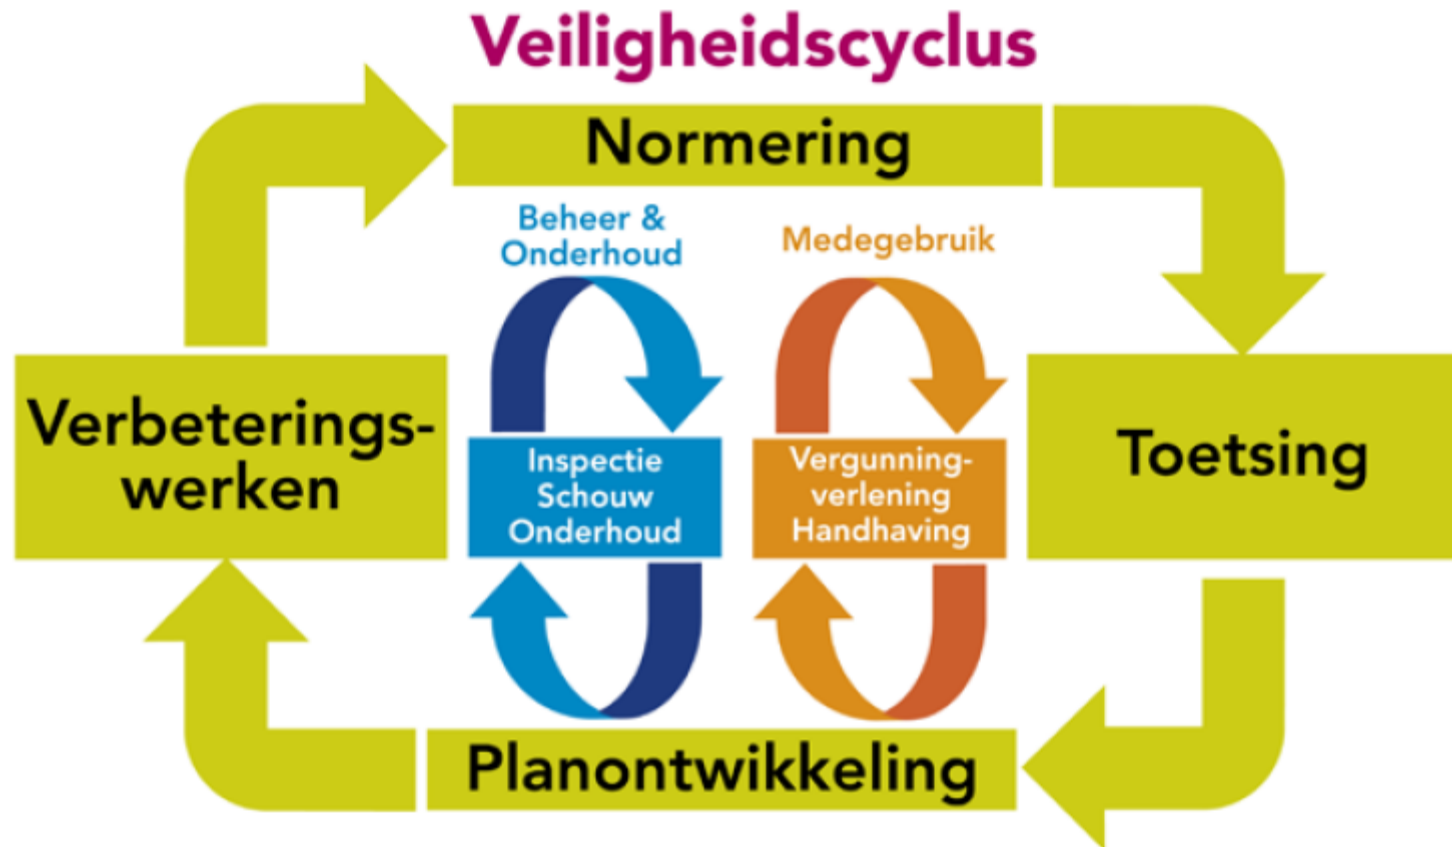 Veiligheidscyclus
Normering
Beheer &
Onderhoud
Medegebruik
Verbeterings-
werken
Inspectie
Schouw
Onderhoud
Vergunning-
verlening
Handhaving
Toetsing
Planontwikkeling